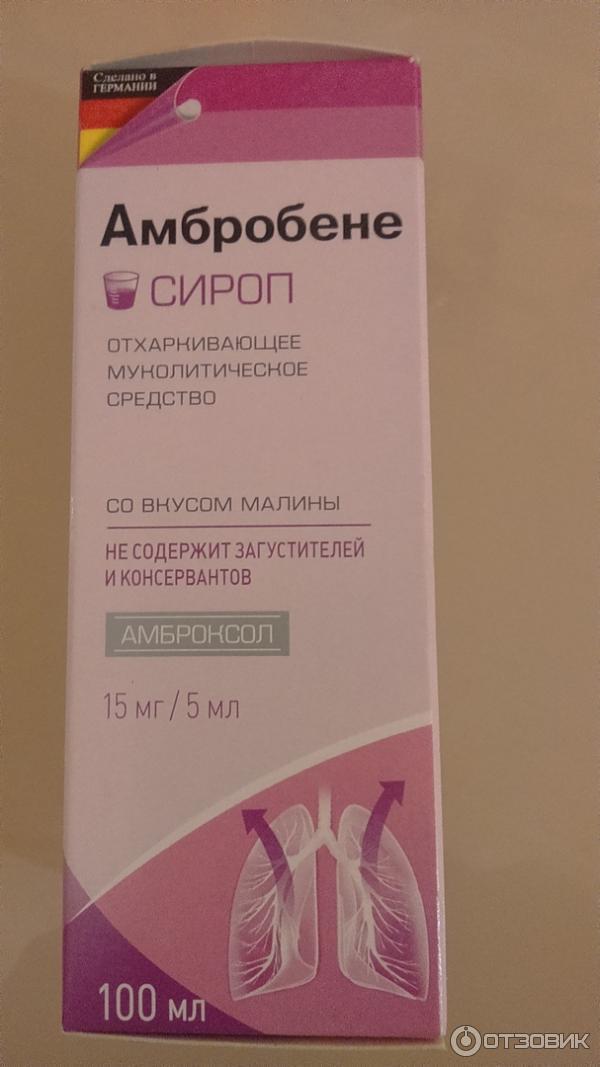 Сделано в
ГЕРМАНИИ
Амбробене
СИРОП
ОТХАРКИВАЮЩЕЕ
МУКОЛИТИЧЕСКОЕ
СРЕДСТВО
СО ВКУСОМ МАЛИНЫ
НЕ СОДЕРЖИТ ЗАГУСТИТЕЛЕЙ
И КОНСЕРВАНТОВ
АМБРОКСОЛ
15 мг / 5 мл
100 мл
ОТЗОВИК